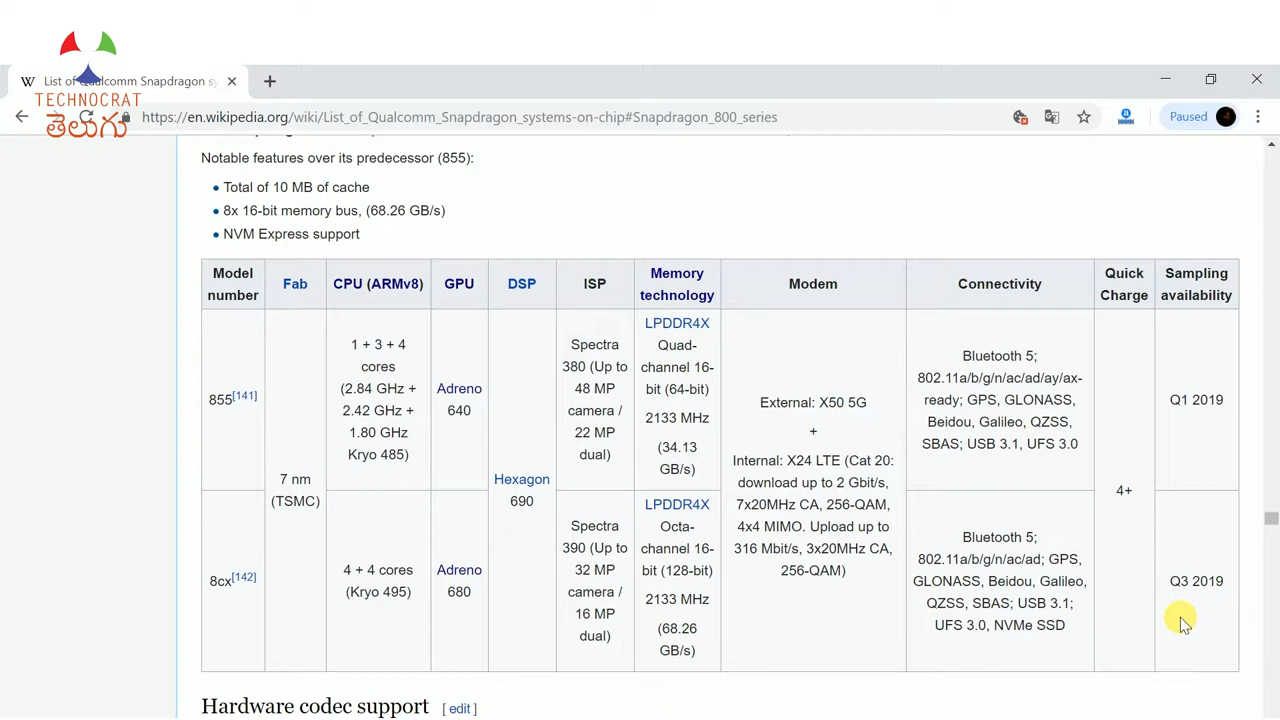 List of Qualcomm Snapdragon sy
TECHNOCRAT
తెలుగు
https://en.wikipedia.org/wiki/List_of_Qualcomm_Snapdragon_systems-on-chip#Snapdragon_800_series
Paused
Notable features over its predecessor (855):
• Total of 10 MB of cache
• 8x 16-bit memory bus, (68.26 GB/s)
• NVM Express support
Model
number
Fab
CPU (ARMv8)
GPU
DSP
ISP
Memory
technology
Modem
Connectivity
Quick
Charge
Sampling
availability
855[141]
7 nm
(TSMC)
1 + 3 + 4
cores
(2.84 GHz +
2.42 GHz +
1.80 GHz
Kryo 485)
Adreno
640
Hexagon
690
Spectra
380 (Up to
48 MP
camera /
22 MP
dual)
LPDDR4X
Quad-
channel 16-
bit (64-bit)
2133 MHz
(34.13
GB/s)
External: X50 5G
+
Internal: X24 LTE (Cat 20:
download up to 2 Gbit/s,
7x20MHz CA, 256-QAM,
4x4 MIMO. Upload up to
316 Mbit/s, 3x20MHz CA,
256-QAM)
Bluetooth 5;
802.11a/b/g/n/ac/ad/ay/ax-
ready; GPS, GLONASS,
Beidou, Galileo, QZSS,
SBAS; USB 3.1, UFS 3.0
4+
Q1 2019
8cx[142]
4 + 4 cores
(Kryo 495)
Adreno
680
Spectra
390 (Up to
32 MP
camera /
16 MP
dual)
LPDDR4X
Octa-
channel 16-
bit (128-bit)
2133 MHz
(68.26
GB/s)
Bluetooth 5;
802.11a/b/g/n/ac/ad; GPS,
GLONASS, Beidou, Galileo,
QZSS, SBAS; USB 3.1;
UFS 3.0, NVMe SSD
Q3 2019
Hardware codec support [ edit ]